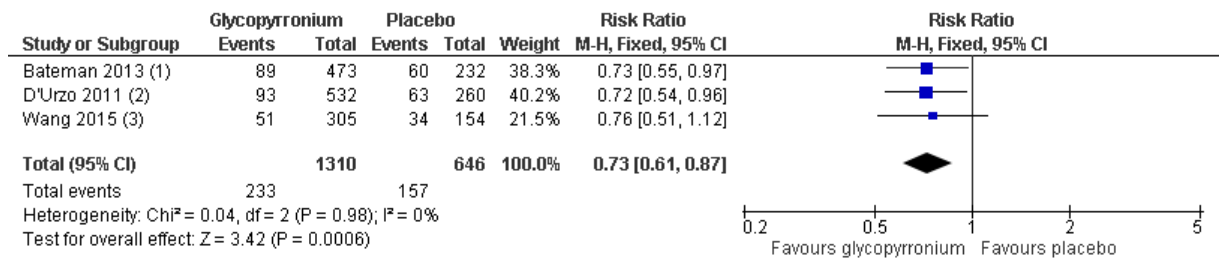 Glycopyrronium Placebo Risk Ratio Risk Ratio
Study or Subgroup Events Total Events Total Weight M-H, Fixed, 95% CI M-H, Fixed, 95% CI
Bateman 2013 (1) 89 473 60 232 38.3% 0.73 [0.55, 0.97]
D'Urzo 2011 (2) 93 532 63 260 40.2% 0.72 [0.54, 0.96]
Wang 2015 (3) 51 305 34 154 21.5% 0.76 [0.51, 1.12]
Total (95% CI) 1310 646 100.0% 0.73 [0.61, 0.87]
Total events 233 157
Heterogeneity: Chi² = 0.04, df = 2 (P = 0.98); I² = 0%
Test for overall effect: Z = 3.42 (P = 0.0006)
0.2 0.5 1 2 5
Favours glycopyrronium Favours placebo